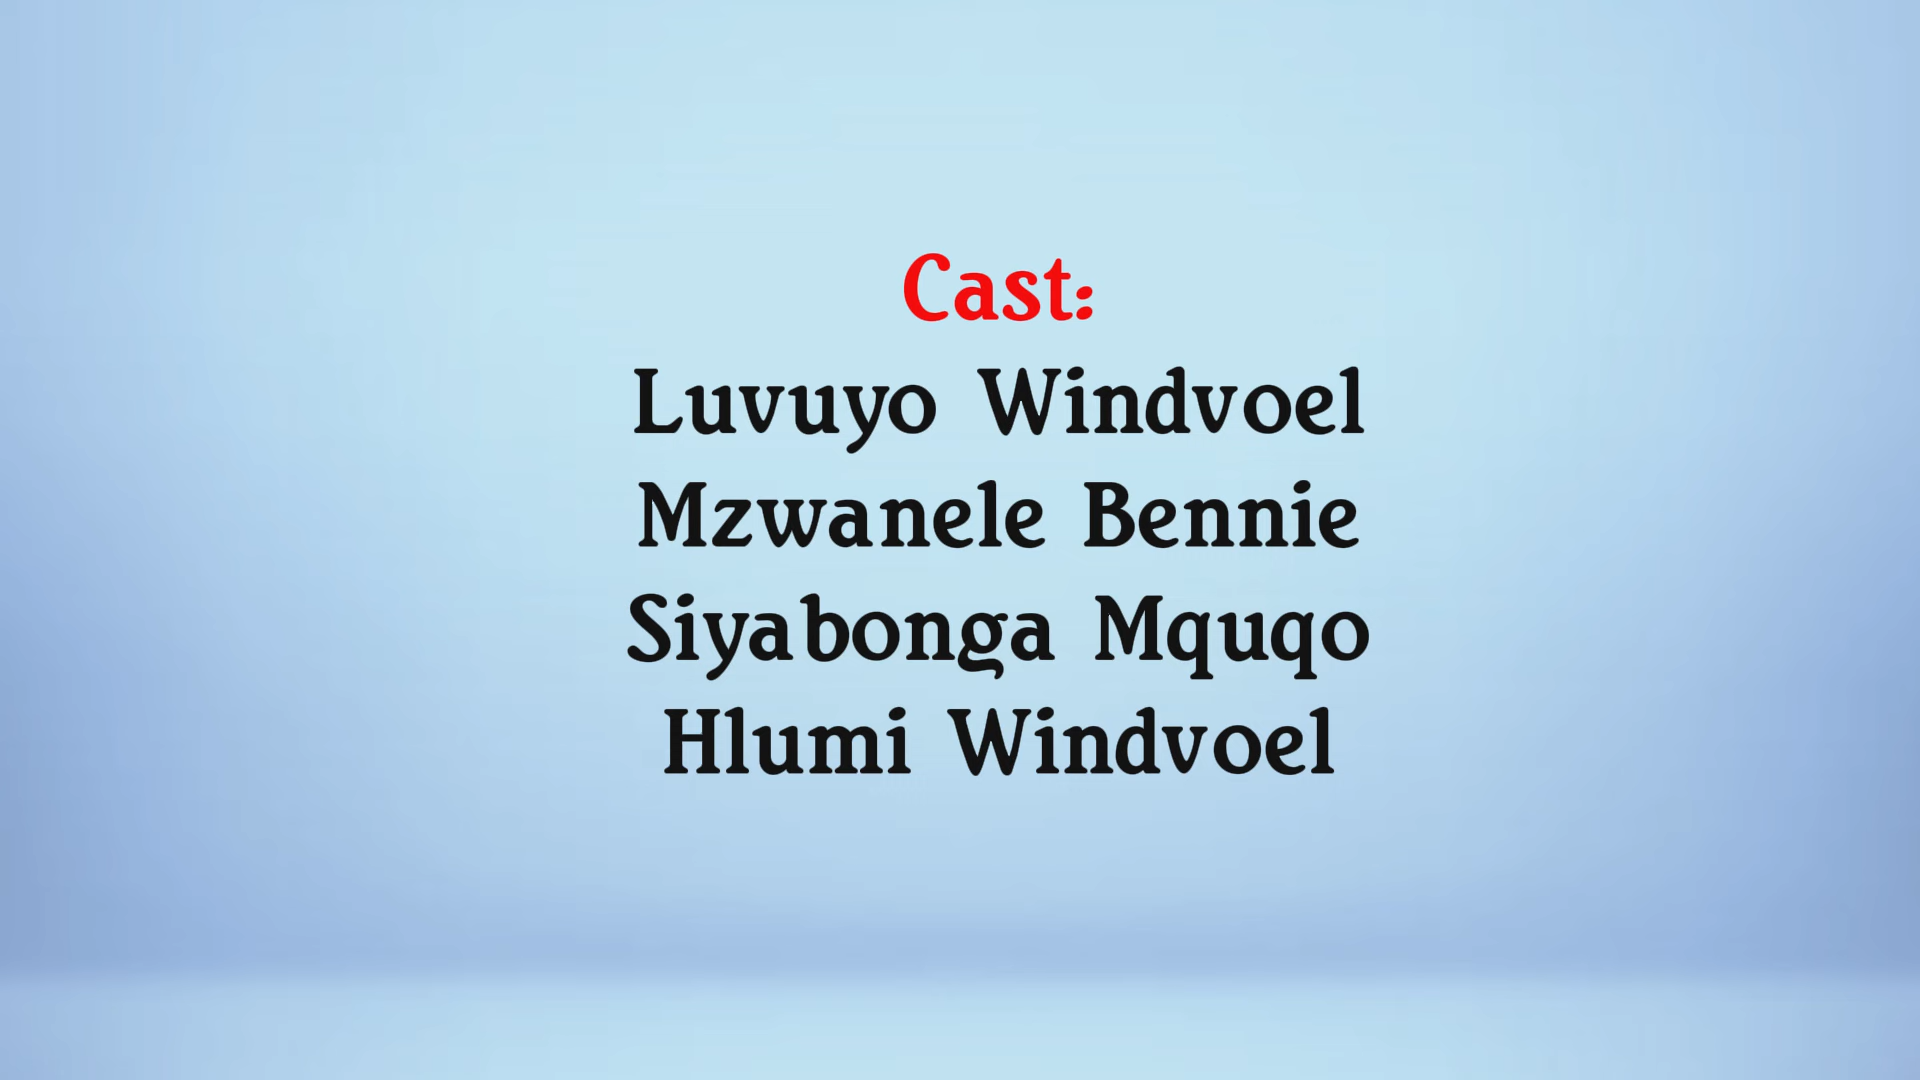 Cast:
Luvuyo Windvoel
Mzwanele Bennie
Siyabonga Mquqo
Hlumi Windvoel